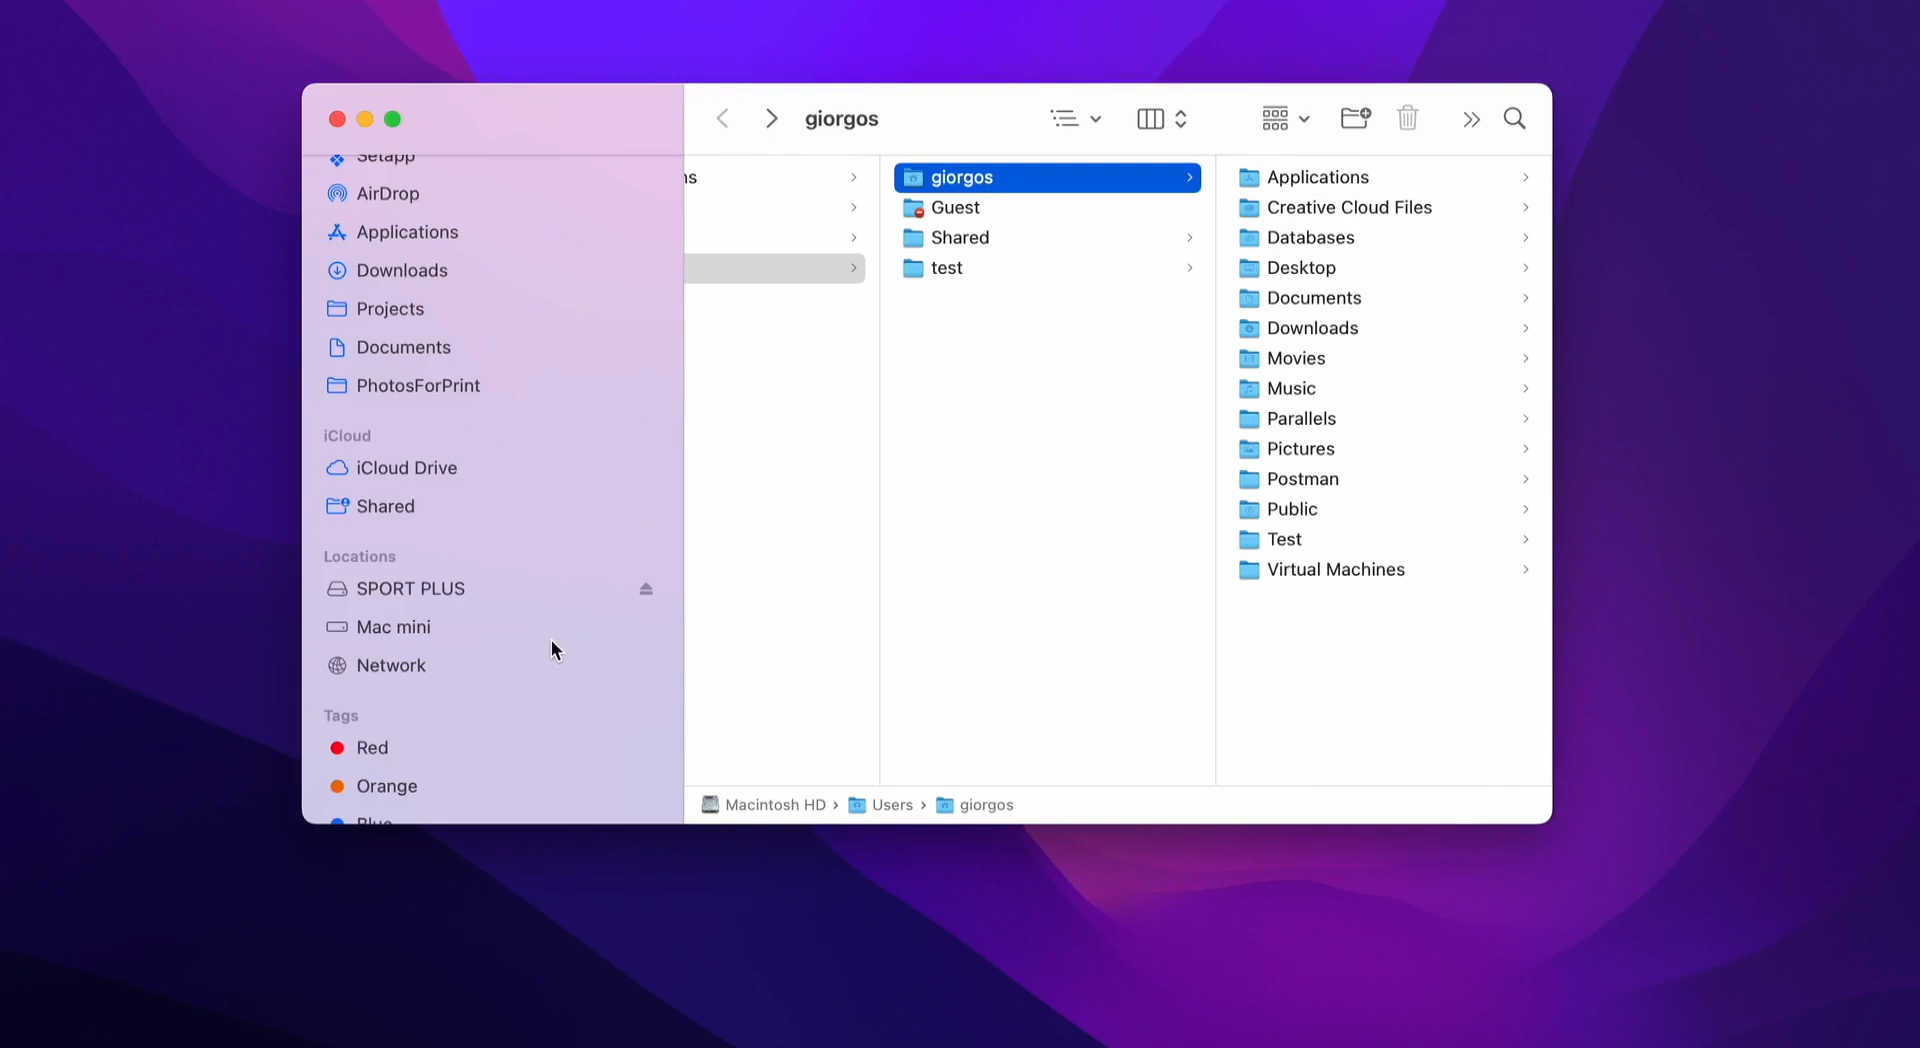 giorgos
Setapp
AirDrop
Applications
Downloads
Projects
Documents
PhotosForPrint
iCloud
iCloud Drive
Shared
Locations
SPORT PLUS
Mac mini
Network
Tags
Red
Orange
Blue
ns
giorgos
Guest
Shared
test
Applications
Creative Cloud Files
Databases
Desktop
Documents
Downloads
Movies
Music
Parallels
Pictures
Postman
Public
Test
Virtual Machines
Macintosh HD › Users › giorgos